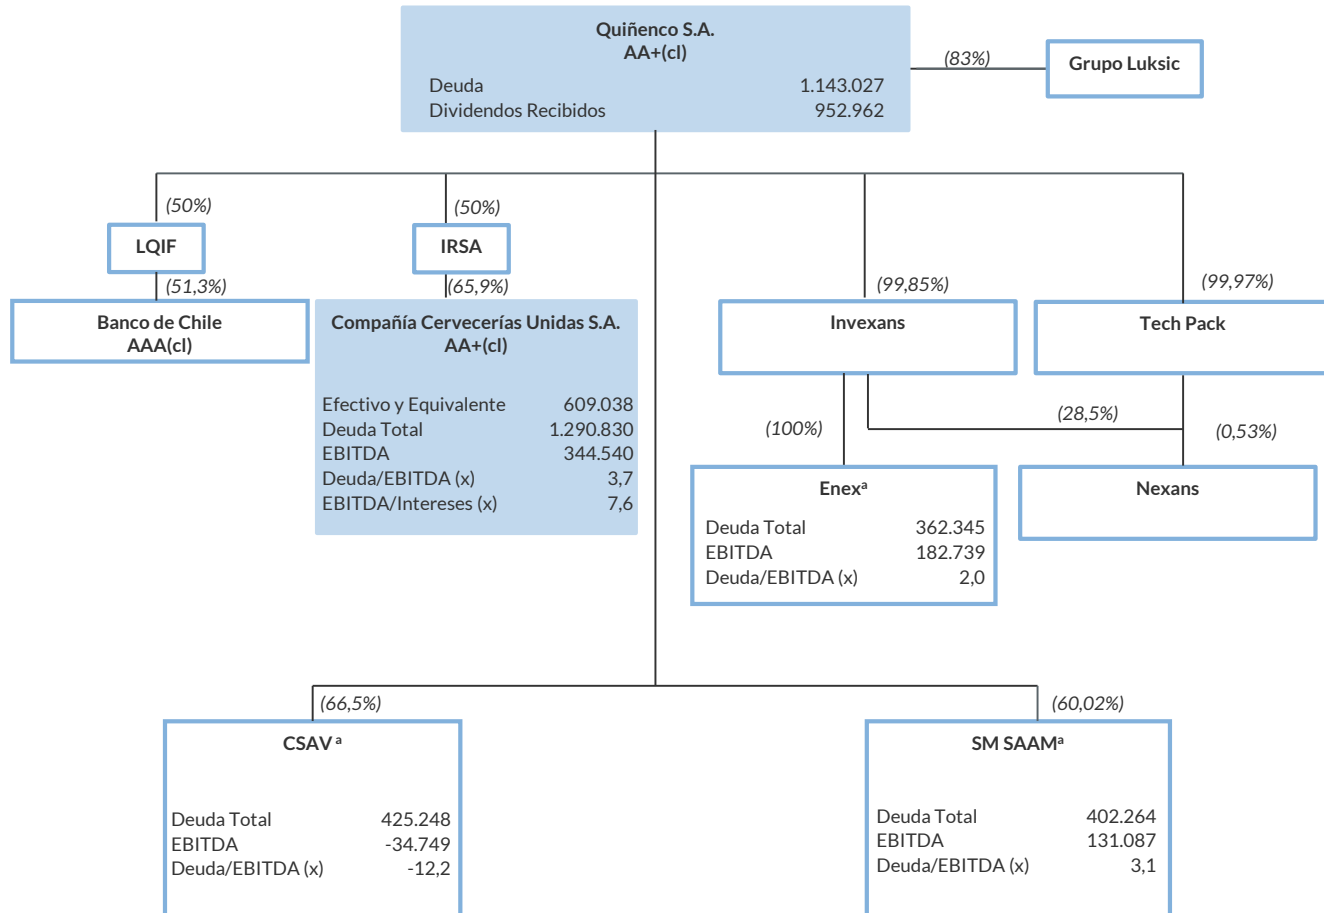 Quiñenco S.A.
AA+(cl)
Deuda 1.143.027
Dividendos Recibidos 952.962
(83%)
Grupo Luksic
(50%)
(50%)
LQIF
IRSA
(51,3%)
(65,9%)
(99,85%)
(99,97%)
Banco de Chile
AAA(cl)
Compañía Cervecerías Unidas S.A.
AA+(cl)
Efectivo y Equivalente 609.038
Deuda Total 1.290.830
EBITDA 344.540
Deuda/EBITDA (x) 3,7
EBITDA/Intereses (x) 7,6
Invexans
Tech Pack
(100%)
(28,5%)
(0,53%)
Enexª
Deuda Total 362.345
EBITDA 182.739
Deuda/EBITDA (x) 2,0
Nexans
(66,5%)
(60,02%)
CSAV ª
Deuda Total 425.248
EBITDA -34.749
Deuda/EBITDA (x) -12,2
SM SAAMª
Deuda Total 402.264
EBITDA 131.087
Deuda/EBITDA (x) 3,1